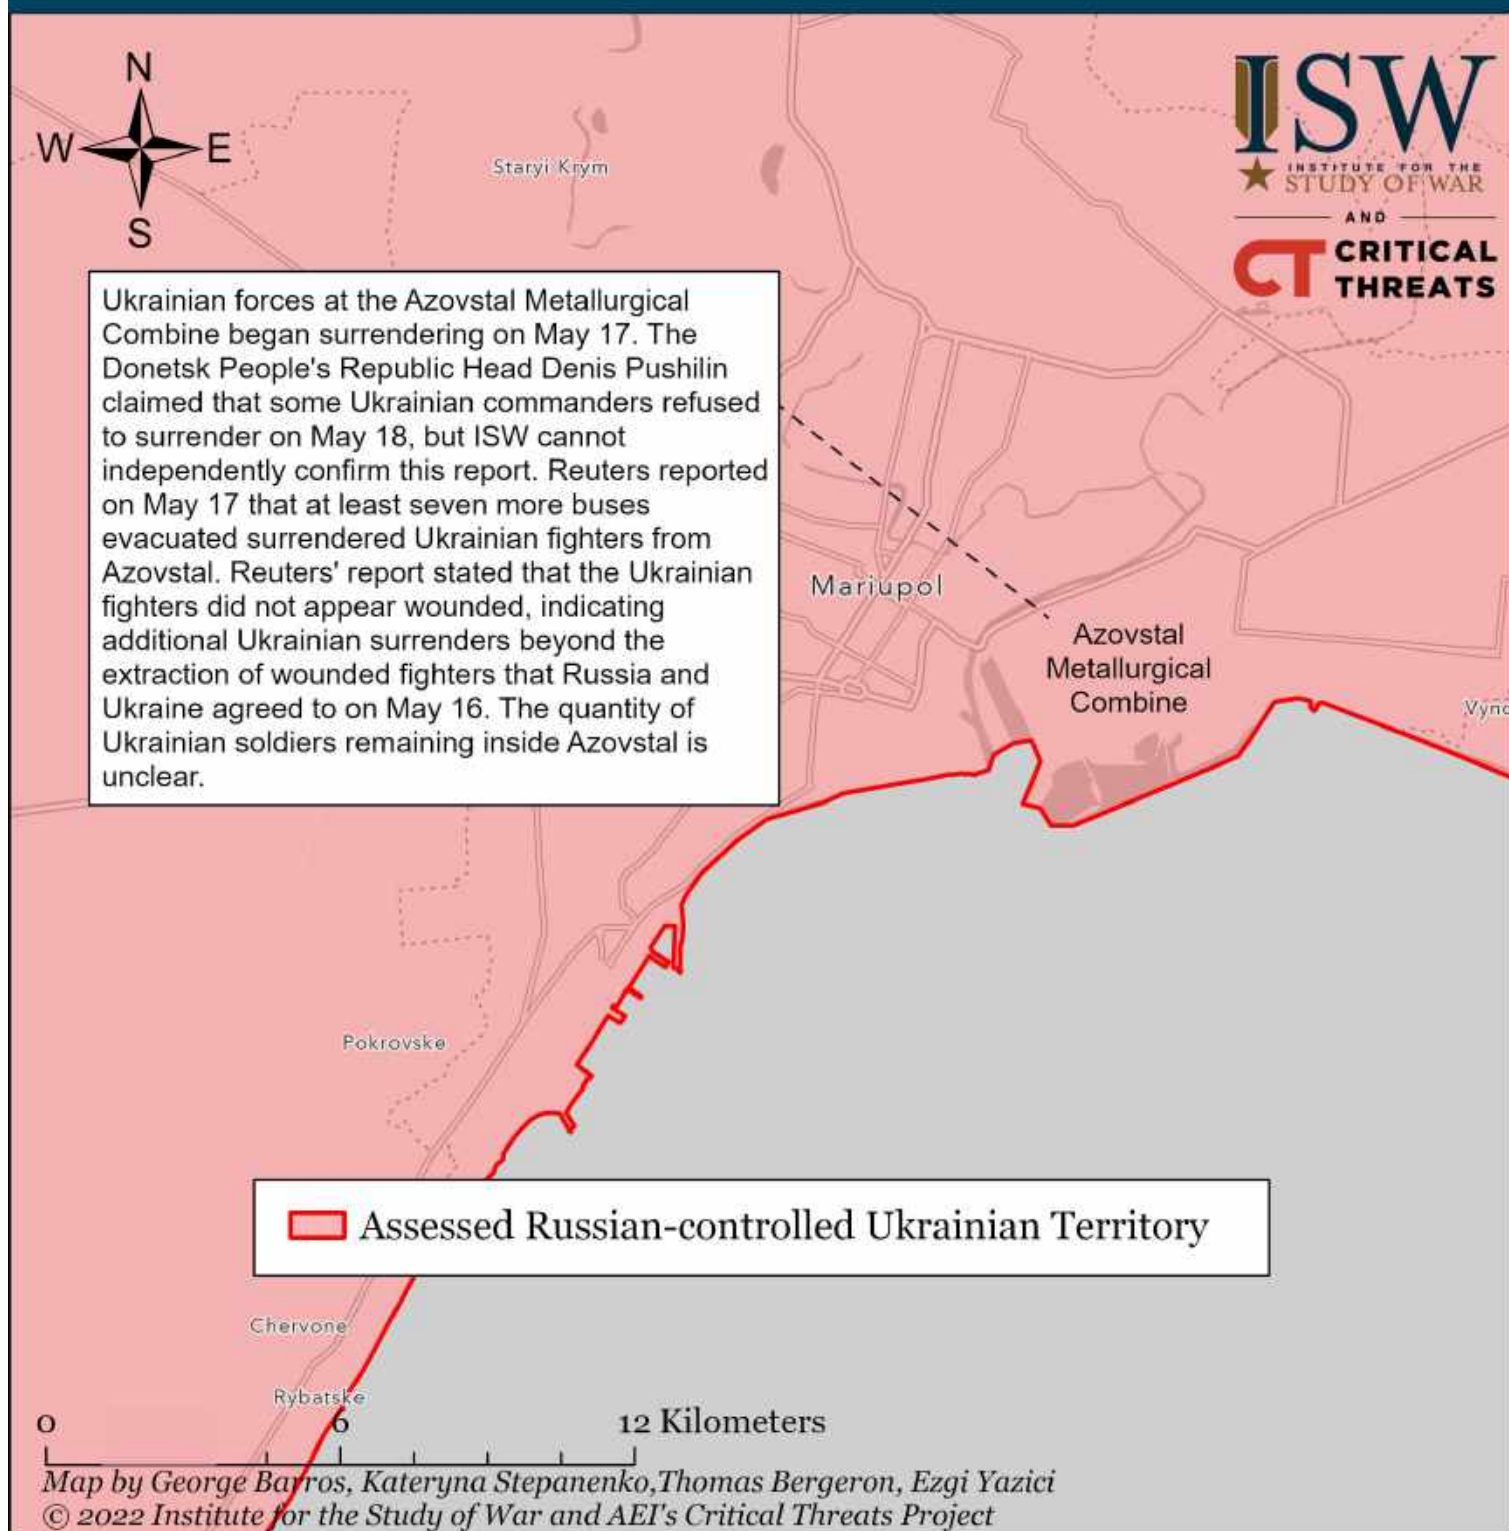 N
W E
S
ISW
INSTITUTE FOR THE
STUDY OF WAR
AND
CT CRITICAL
THREATS
Staryi Krym
Ukrainian forces at the Azovstal Metallurgical
Combine began surrendering on May 17. The
Donetsk People's Republic Head Denis Pushilin
claimed that some Ukrainian commanders refused
to surrender on May 18, but ISW cannot
independently confirm this report. Reuters reported
on May 17 that at least seven more buses
evacuated surrendered Ukrainian fighters from
Azovstal. Reuters' report stated that the Ukrainian
fighters did not appear wounded, indicating
additional Ukrainian surrenders beyond the
extraction of wounded fighters that Russia and
Ukraine agreed to on May 16. The quantity of
Ukrainian soldiers remaining inside Azovstal is
unclear.
Mariupol
Azovstal
Metallurgical
Combine
Pokrovske
Assessed Russian-controlled Ukrainian Territory
Chervone
Rybatske
0 6 12 Kilometers
Map by George Barros, Kateryna Stepanenko,Thomas Bergeron, Ezgi Yazici
© 2022 Institute for the Study of War and AEI's Critical Threats Project